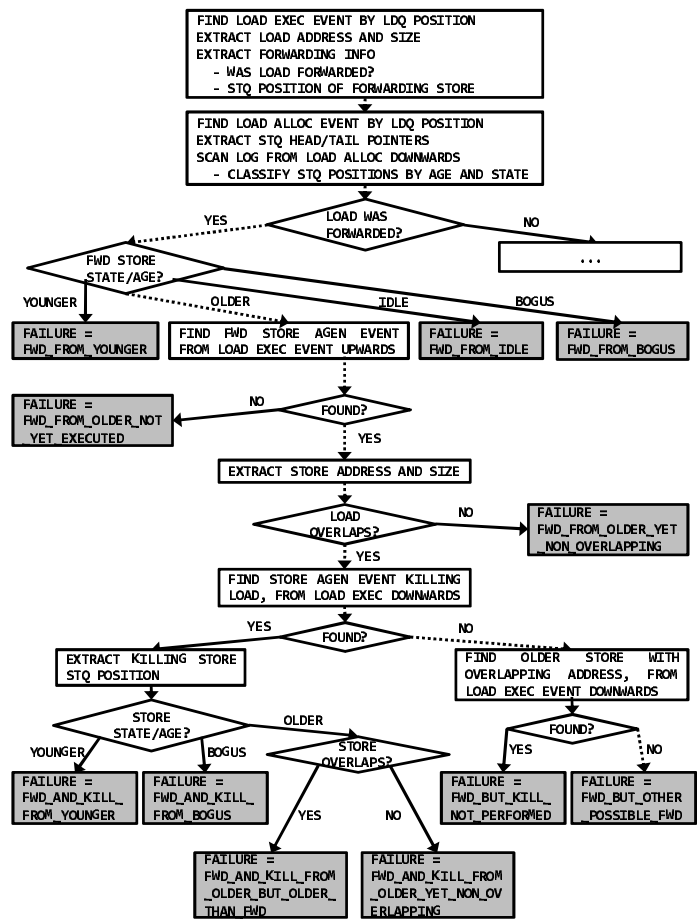 FIND LOAD EXEC EVENT BY LDQ POSITION
EXTRACT LOAD ADDRESS AND SIZE
EXTRACT FORWARDING INFO
- WAS LOAD FORWARDED?
- STQ POSITION OF FORWARDING STORE
FIND LOAD ALLOC EVENT BY LDQ POSITION
EXTRACT STQ HEAD/TAIL POINTERS
SCAN LOG FROM LOAD ALLOC DOWNWARDS
- CLASSIFY STQ POSITIONS BY AGE AND STATE
LOAD WAS
FORWARDED?
YES
NO
...
FWD STORE
STATE/AGE?
YOUNGER
OLDER
IDLE
BOGUS
FAILURE =
FWD_FROM_YOUNGER
FIND FWD STORE AGEN EVENT
FROM LOAD EXEC EVENT UPWARDS
FAILURE =
FWD_FROM_IDLE
FAILURE =
FWD_FROM_BOGUS
FOUND?
NO
FAILURE =
FWD_FROM_OLDER_NOT
_YET_EXECUTED
YES
EXTRACT STORE ADDRESS AND SIZE
LOAD
OVERLAPS?
NO
FAILURE =
FWD_FROM_OLDER_YET
_NON_OVERLAPPING
YES
FIND STORE AGEN EVENT KILLING
LOAD, FROM LOAD EXEC DOWNWARDS
FOUND?
YES
NO
EXTRACT KILLING STORE
STQ POSITION
FIND OLDER STORE WITH
OVERLAPPING ADDRESS, FROM
LOAD EXEC EVENT DOWNWARDS
STORE
STATE/AGE?
OLDER
YOUNGER
BOGUS
STORE
OVERLAPS?
FOUND?
YES
NO
FAILURE =
FWD_AND_KILL_
FROM_YOUNGER
FAILURE =
FWD_AND_KILL_
FROM_BOGUS
FAILURE =
FWD_BUT_KILL_
NOT_PERFORMED
FAILURE =
FWD_BUT_OTHER
_POSSIBLE_FWD
YES
NO
FAILURE =
FWD_AND_KILL_FROM
_OLDER_BUT_OLDER_
THAN_FWD
FAILURE =
FWD_AND_KILL_FROM
_OLDER_YET_NON_OV
ERLAPPING